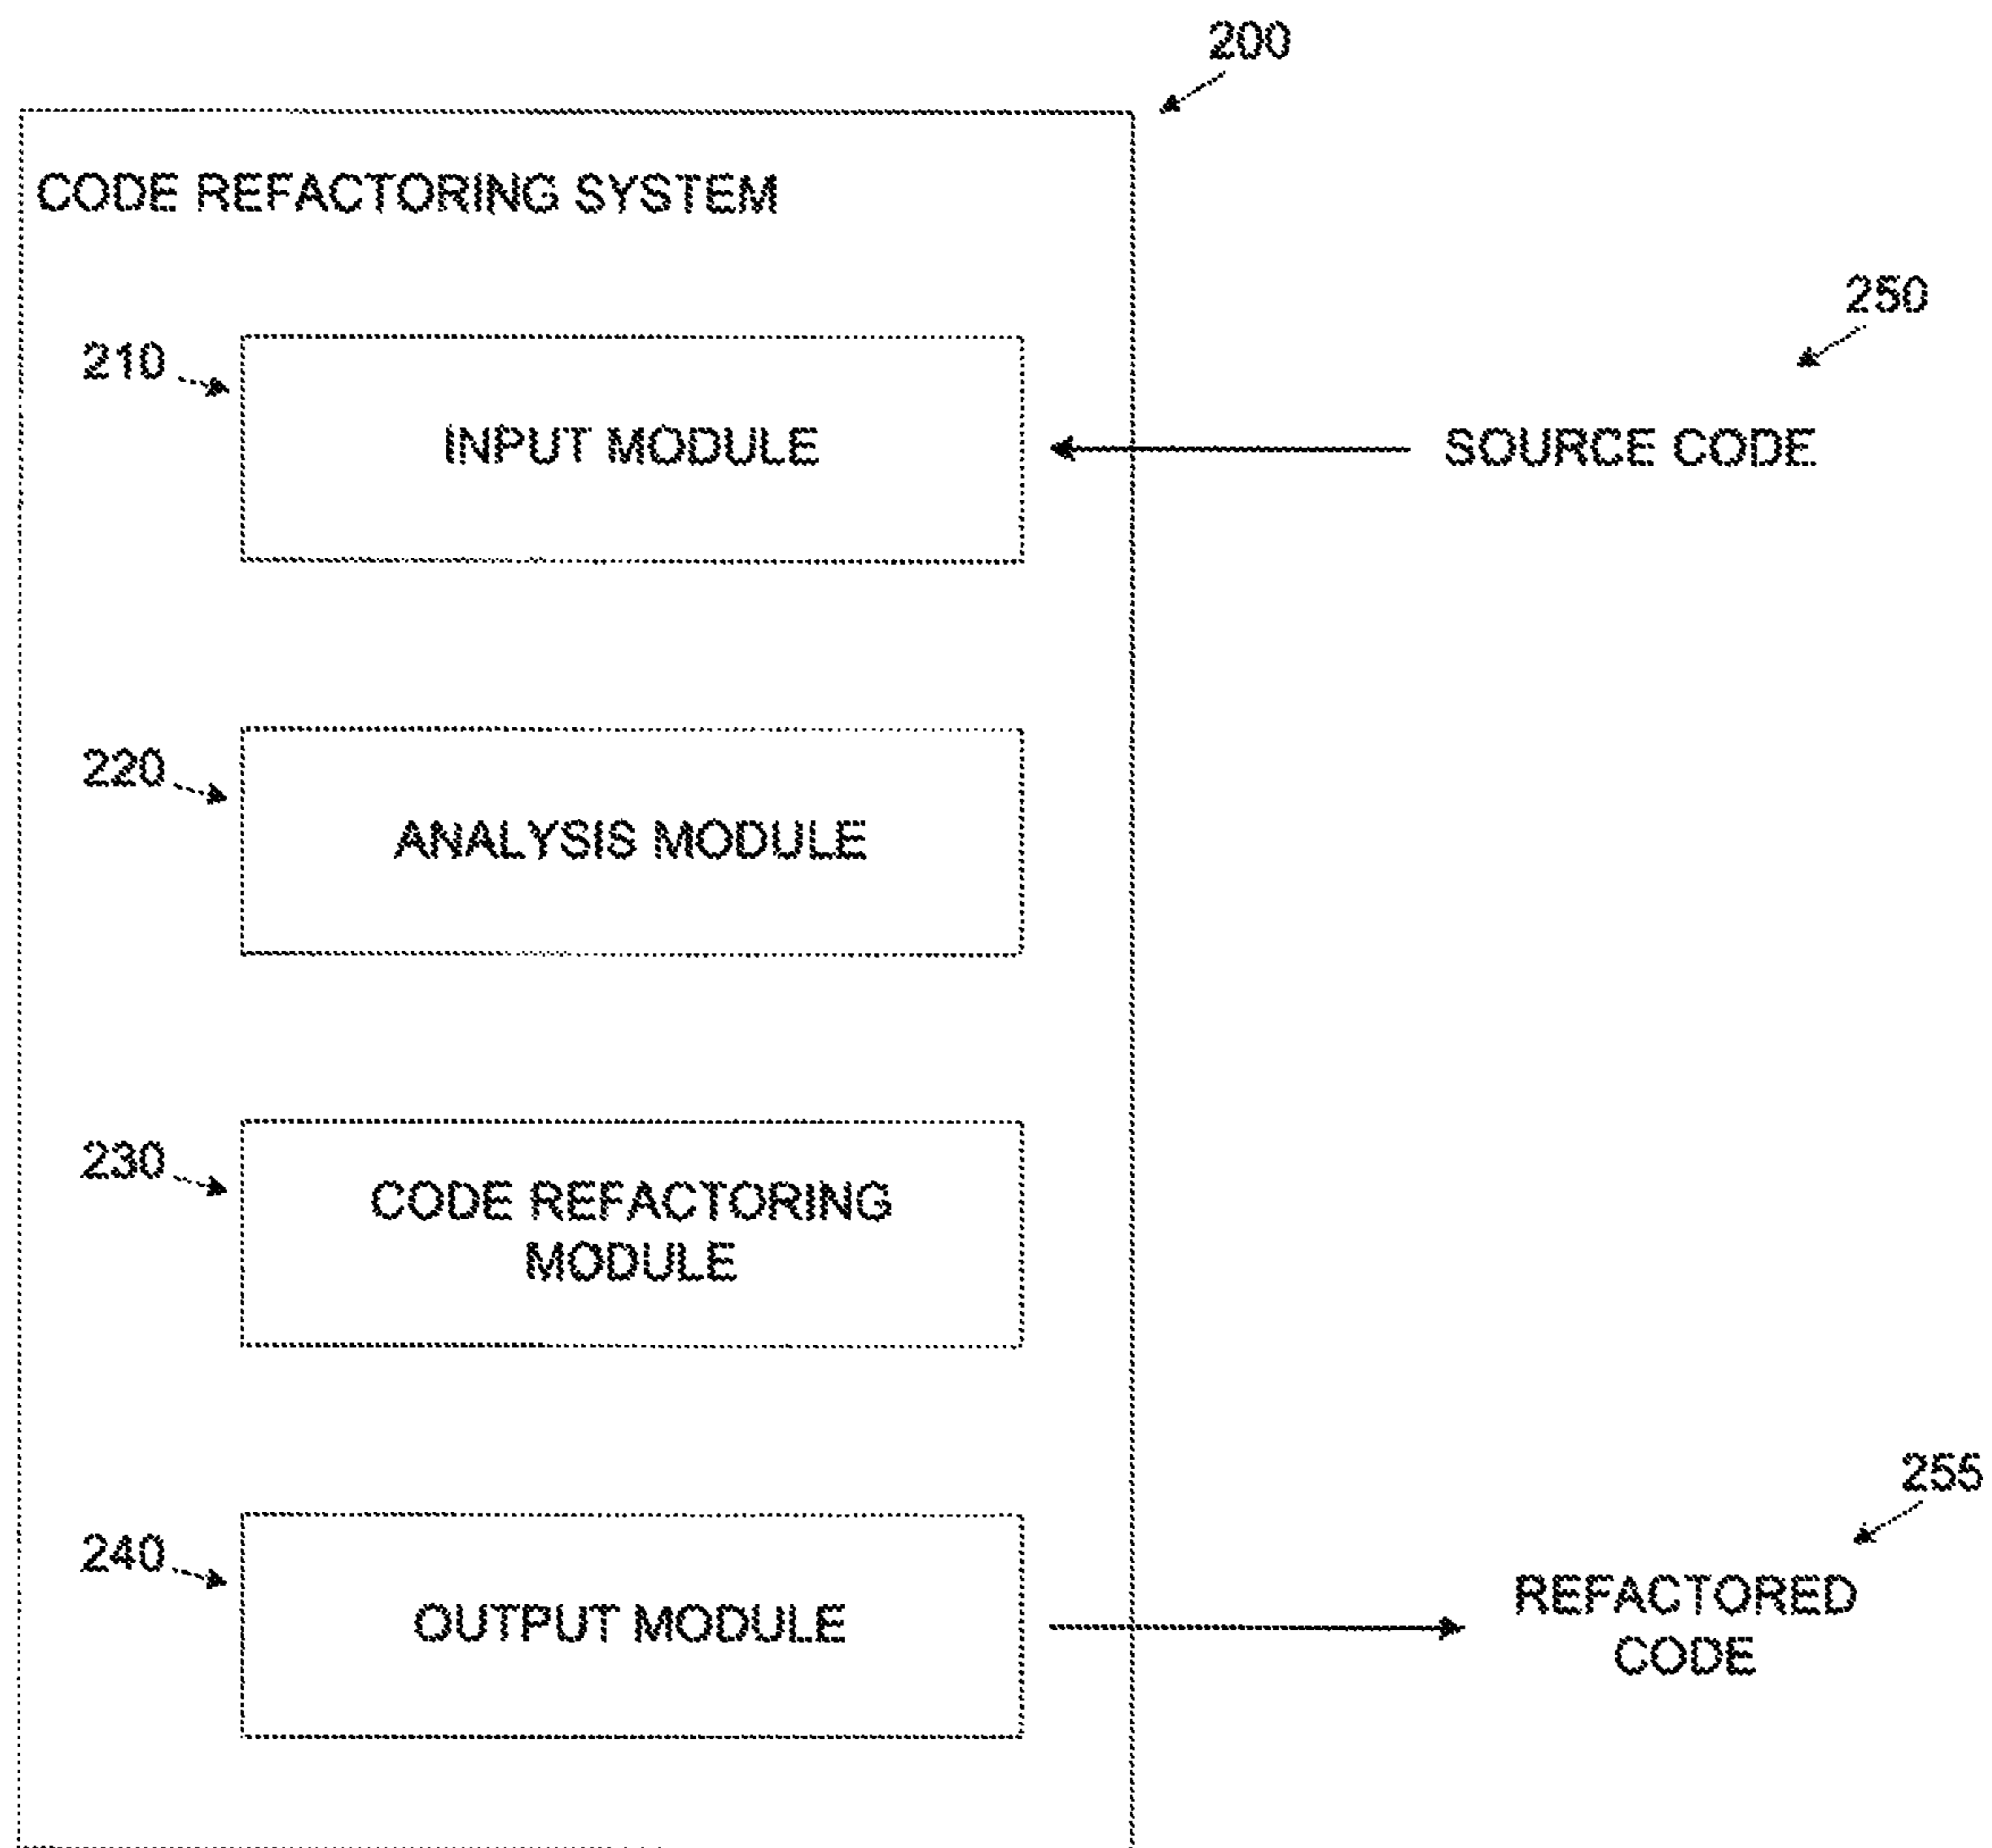 200
CODE REFACTORING SYSTEM
250
210
INPUT MODULE
SOURCE CODE
220
ANALYSIS MODULE
230
CODE REFACTORING
MODULE
255
240
OUTPUT MODULE
REFACTORED
CODE